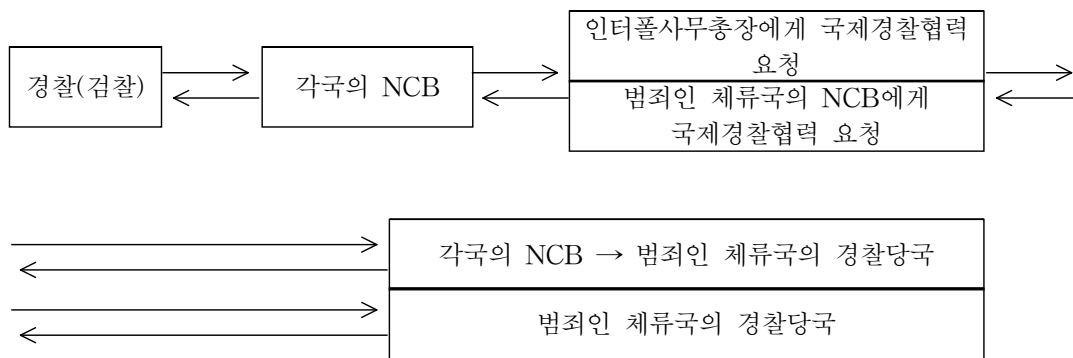 인터폴사무총장에게 국제경찰협력
요청
경찰(검찰)
각국의 NCB
범죄인 체류국의 NCB에게
국제경찰협력 요청
각국의 NCB → 범죄인 체류국의 경찰당국
범죄인 체류국의 경찰당국